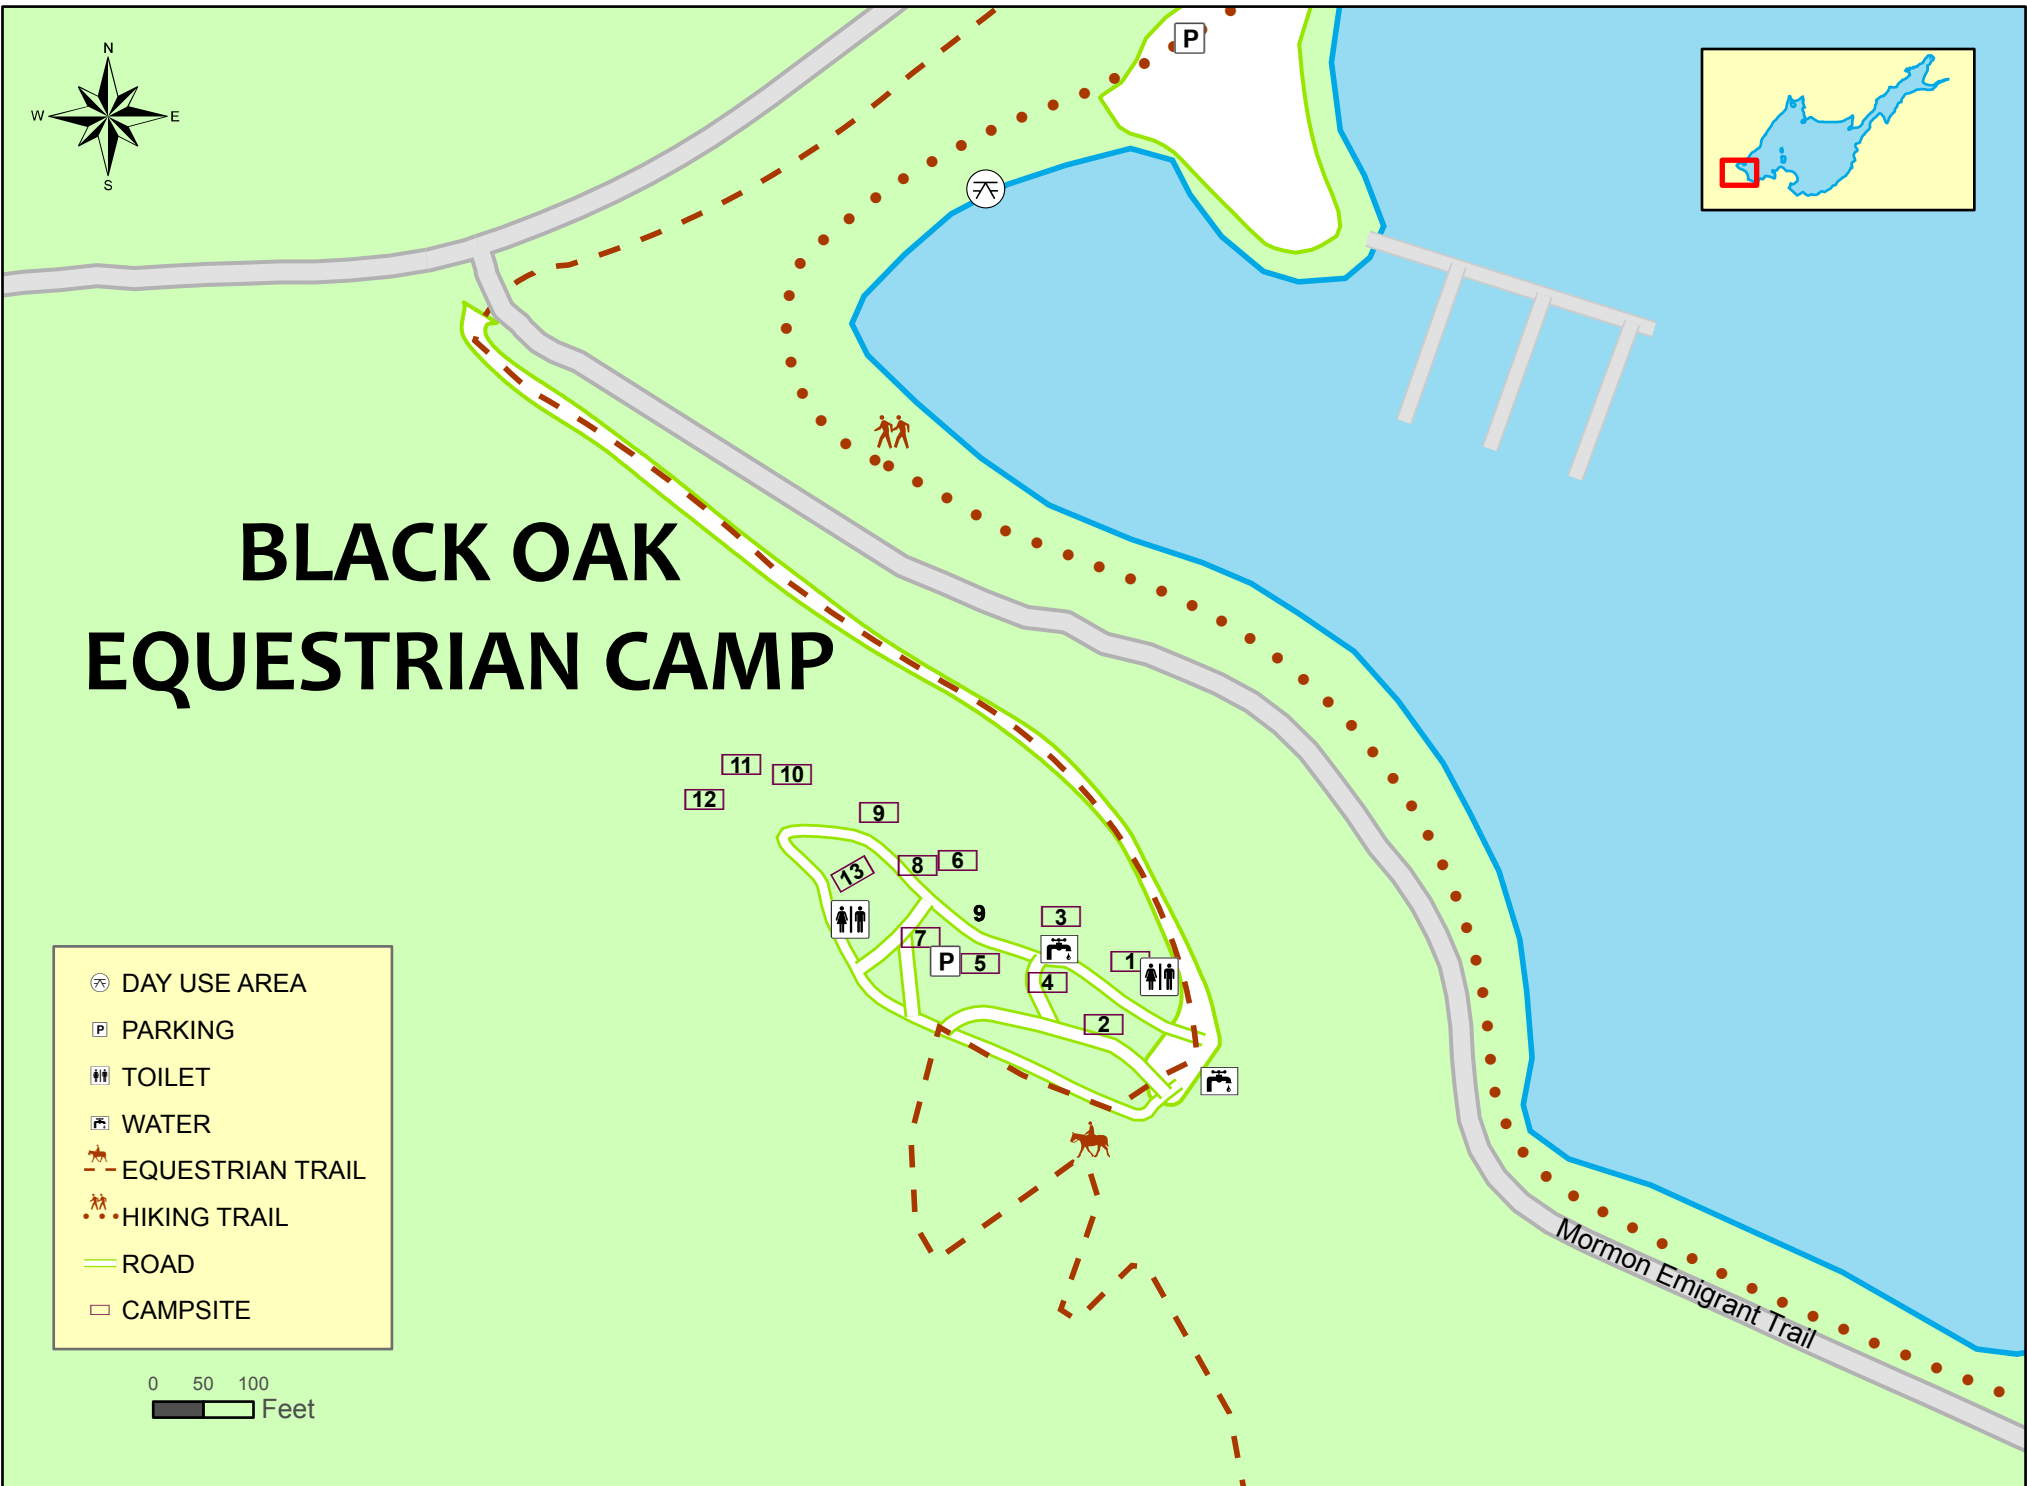 N
W E
S
P
BLACK OAK
EQUESTRIAN CAMP
11
10
12
9
13
8
6
9
3
7
P
5
1
4
2
DAY USE AREA
P PARKING
TOILET
WATER
EQUESTRIAN TRAIL
HIKING TRAIL
ROAD
CAMPSITE
Mormon Emigrant Trail
0 50 100
Feet